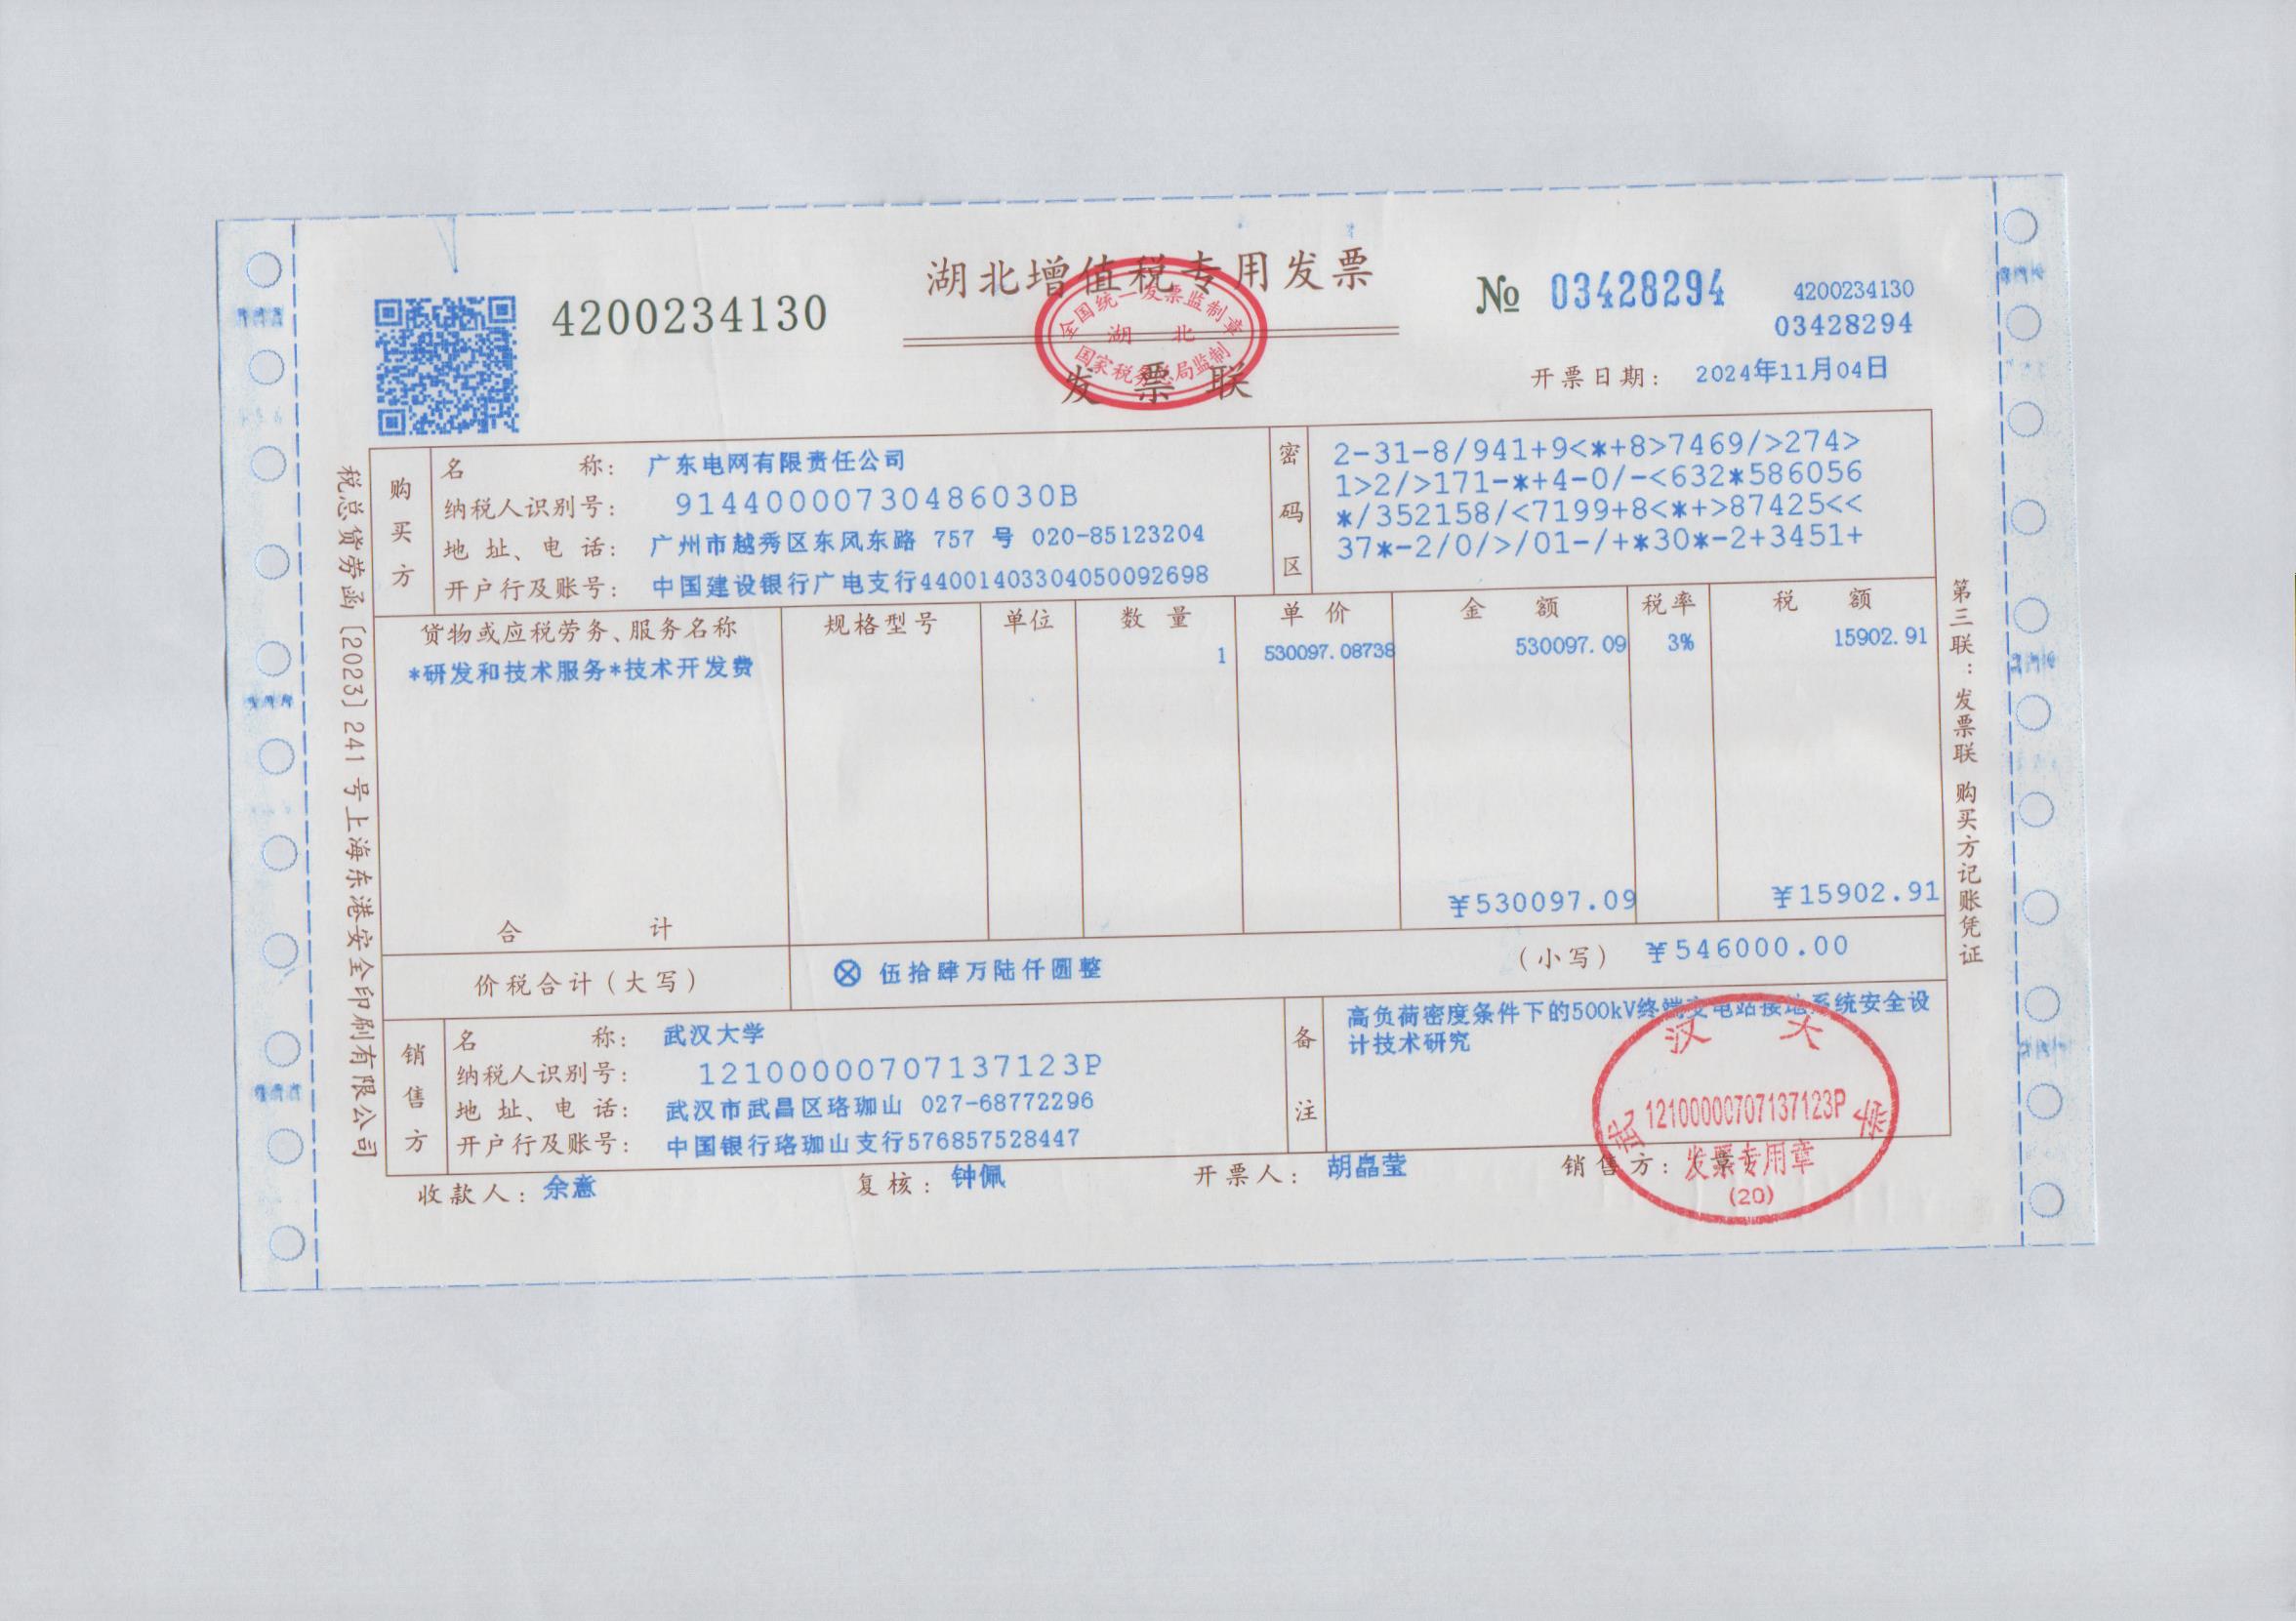 湖北增值税专用发票
4200234130
№ 03428294
4200234130
03428294
全国统一发票监制章
湖 北
国家税务总局监制
发票联
开票日期: 2024年11月04日
税总货劳函〔2023〕241号上海东港安全印刷有限公司
购买方
名 称: 广东电网有限责任公司
纳税人识别号: 91440000730486030B
地址、电话: 广州市越秀区东风东路 757 号 020-85123204
开户行及账号: 中国建设银行广电支行44001403304050092698
密码区
2-31-8/941+9<*+8>7469/>274>
1>2/>171-*+4-0/-<632*586056
*/352158/<7199+8<*+>87425<<
37*-2/0/>/01-/+*30*-2+3451+
货物或应税劳务、服务名称 规格型号 单位 数量 单价 金额 税率 税额
*研发和技术服务*技术开发费 1 530097.08738 530097.09 3% 15902.91
合计 ¥530097.09 ¥15902.91
价税合计(大写) ⊗ 伍拾肆万陆仟圆整 (小写) ¥546000.00
销售方
名 称: 武汉大学
纳税人识别号: 12100000707137123P
地址、电话: 武汉市武昌区珞珈山 027-68772296
开户行及账号: 中国银行珞珈山支行576857528447
备注
高负荷密度条件下的500kV终端变电站接地系统安全设
计技术研究
收款人: 余意 复核: 钟佩 开票人: 胡晶莹 销售方:
武汉大学
12100000707137123P
发票专用章
(20)
第三联:发票联 购买方记账凭证